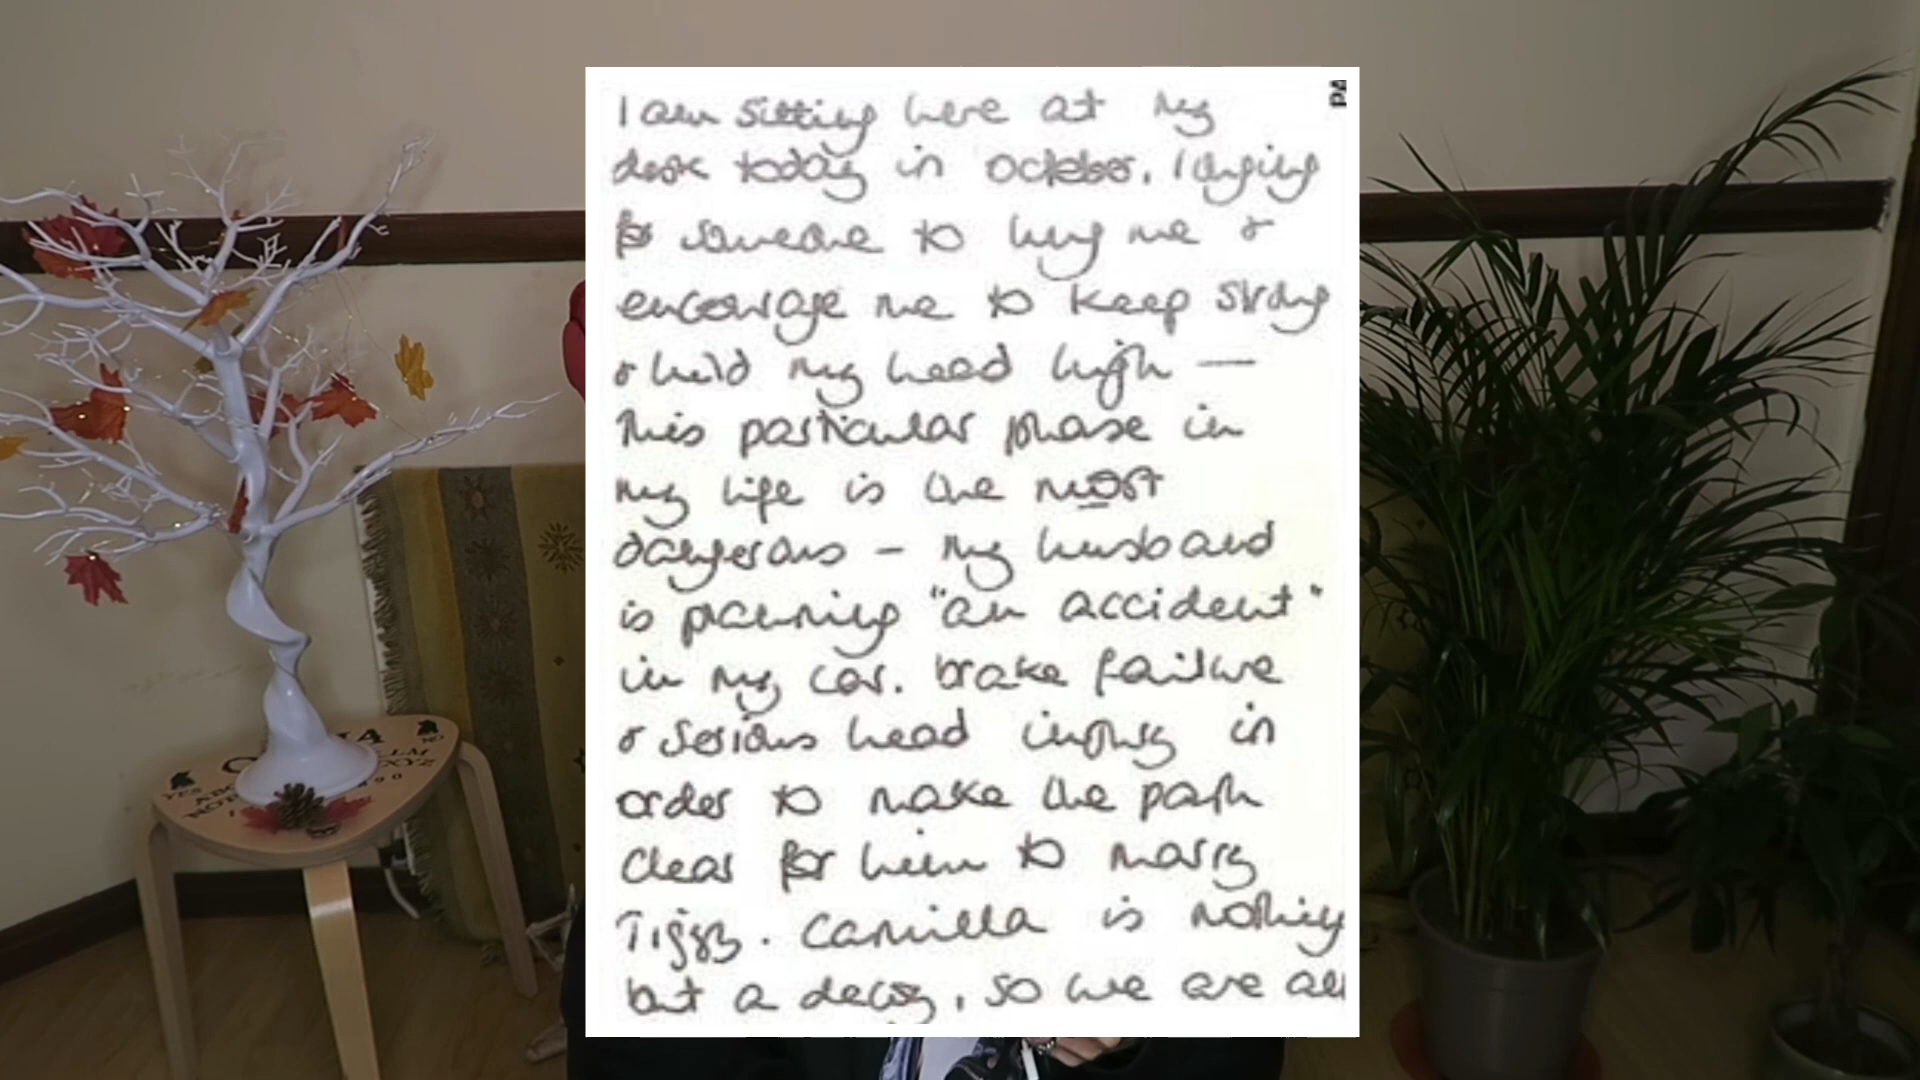 I am sitting here at my
desk today in october, longing
for someone to hug me &
encourage me to keep strong
& hold my head high —
This particular phase in
my life is the most
dangerous – my husband
is planning "an accident"
in my car. brake failure
& serious head injury in
order to make the path
clear for him to marry
Tiggy. Camilla is nothing
but a decoy, so we are all
YES
NO